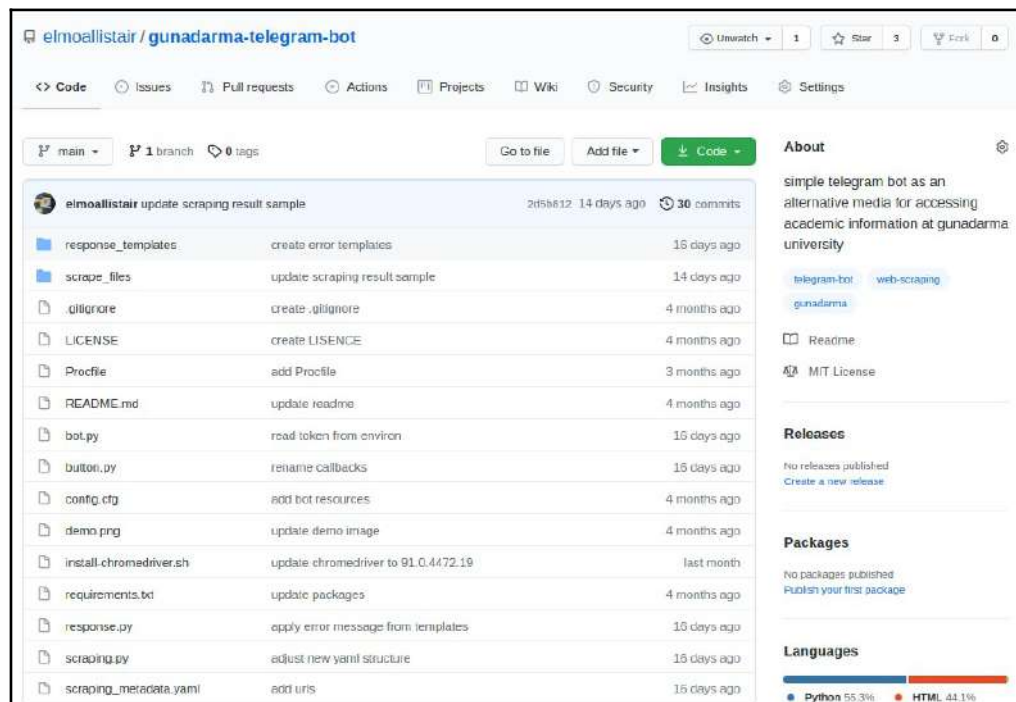 elmoallistair / gunadarma-telegram-bot
Unwatch 1 Star 3 Fork 0
<> Code Issues Pull requests Actions Projects Wiki Security Insights Settings
main 1 branch 0 tags Go to file Add file Code
elmoallistair update scraping result sample 2d5b812 14 days ago 30 commits
response_templates create error templates 16 days ago
scrape_files update scraping result sample 14 days ago
.gitignore create .gitignore 4 months ago
LICENSE create LISENCE 4 months ago
Procfile add Procfile 3 months ago
README.md update readme 4 months ago
bot.py read token from environ 16 days ago
button.py rename callbacks 16 days ago
config.cfg add bot resources 4 months ago
demo.png update demo image 4 months ago
install-chromedriver.sh update chromedriver to 91.0.4472.19 last month
requirements.txt update packages 4 months ago
response.py apply error message from templates 16 days ago
scraping.py adjust new yaml structure 16 days ago
scraping_metadata.yaml add urls 16 days ago
About
simple telegram bot as an
alternative media for accessing
academic information at gunadarma
university
telegram-bot web-scraping
gunadarma
Readme
MIT License
Releases
No releases published
Create a new release
Packages
No packages published
Publish your first package
Languages
Python 55.3% HTML 44.1%